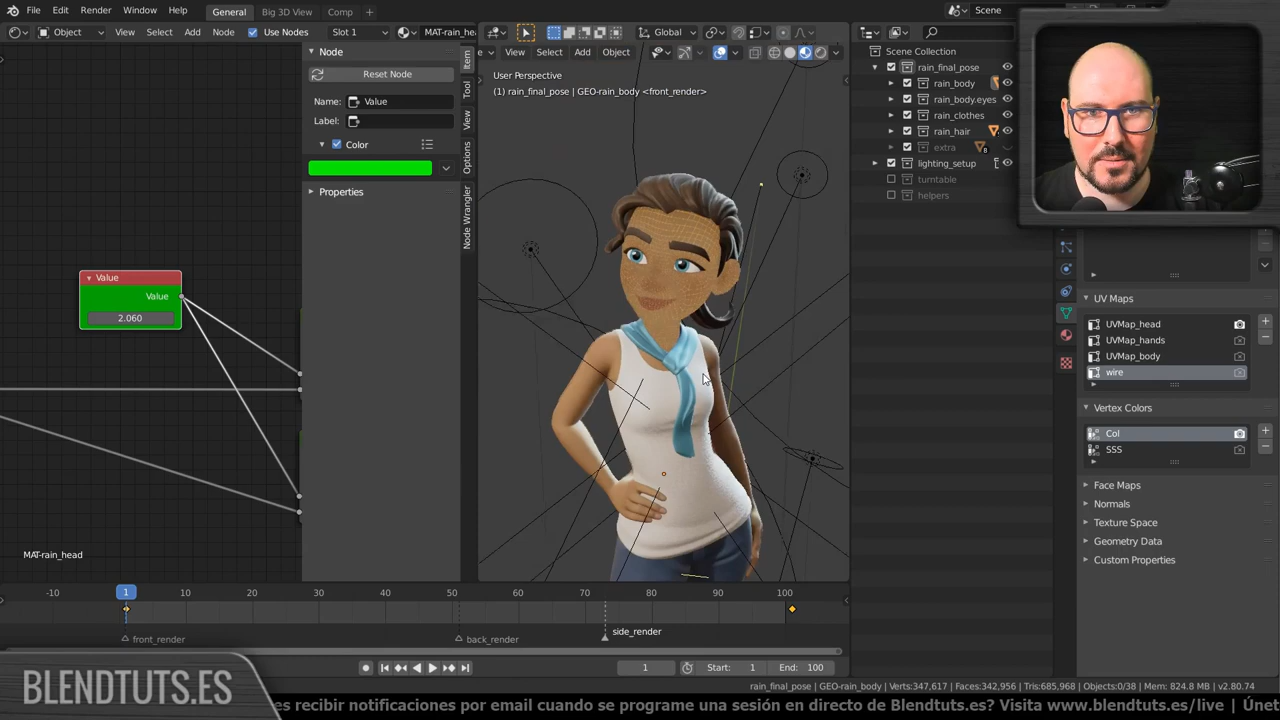 File Edit Render Window Help General Big 3D View Comp Scene
Object View Select Add Node Use Nodes Slot 1 MAT-rain_hea Global
View Select Add Object
Node
Reset Node
Name: Value
Label:
Color
Properties
Item
Tool
View
Options
Node Wrangler
Value
Value
2.060
MAT-rain_head
User Perspective
(1) rain_final_pose | GEO-rain_body <front_render>
Scene Collection
rain_final_pose
rain_body
rain_body.eyes
rain_clothes
rain_hair
extra
8
lighting_setup
turntable
helpers
UV Maps
UVMap_head
UVMap_hands
UVMap_body
wire
Vertex Colors
Col
SSS
Face Maps
Normals
Texture Space
Geometry Data
Custom Properties
-10 1 10 20 30 40 50 60 70 80 90 100
front_render back_render side_render
1 Start: 1 End: 100
rain_final_pose | GEO-rain_body | Verts:347,617 | Faces:342,956 | Tris:685,968 | Objects:0/38 | Mem: 824.8 MB | v2.80.74
BLENDTUTS.ES
es recibir notificaciones por email cuando se programe una sesión en directo de Blendtuts.es? Visita www.blendtuts.es/live | Únet